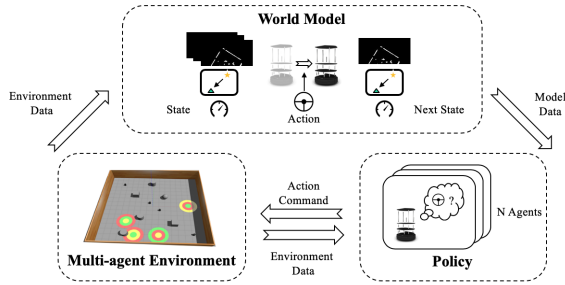 World Model
Environment
Data
State
Action
Next State
Model
Data
Action
Command
?
N Agents
Environment
Data
Multi-agent Environment
Policy